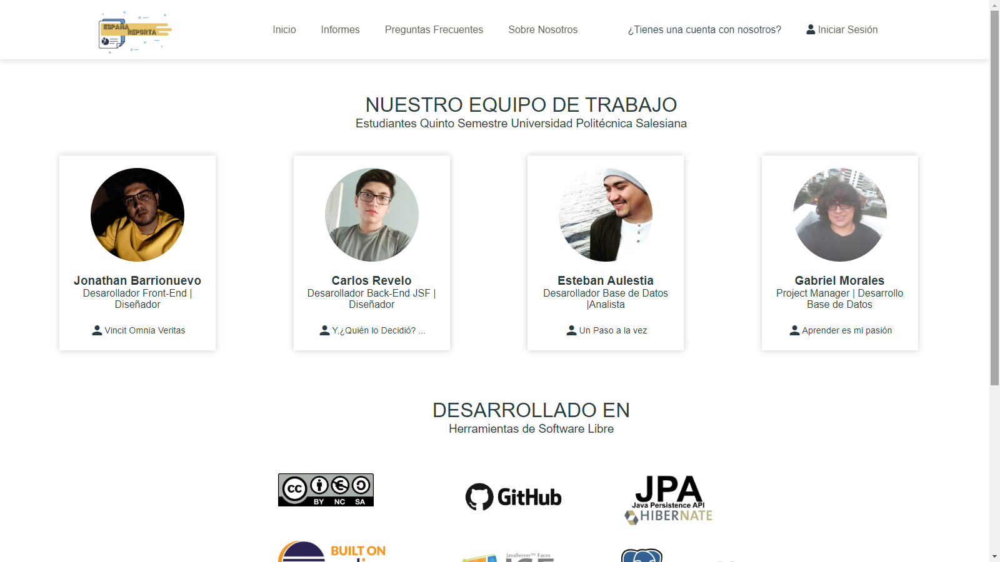 ESPAÑA
REPORTA
Inicio
Informes
Preguntas Frecuentes
Sobre Nosotros
¿Tienes una cuenta con nosotros?
Iniciar Sesión
NUESTRO EQUIPO DE TRABAJO
Estudiantes Quinto Semestre Universidad Politécnica Salesiana
Jonathan Barrionuevo
Desarollador Front-End |
Diseñador
Vincit Omnia Veritas
Carlos Revelo
Desarollador Back-End JSF |
Diseñador
Y,¿Quién lo Decidió? ...
Esteban Aulestia
Desarollador Base de Datos
|Analista
Un Paso a la vez
Gabriel Morales
Project Manager | Desarrollo
Base de Datos
Aprender es mi pasión
DESARROLLADO EN
Herramientas de Software Libre
cc
BY NC SA
GitHub
JPA
Java Persistence API
HIBERNATE
BUILT ON
JavaServer™ Faces
JSF